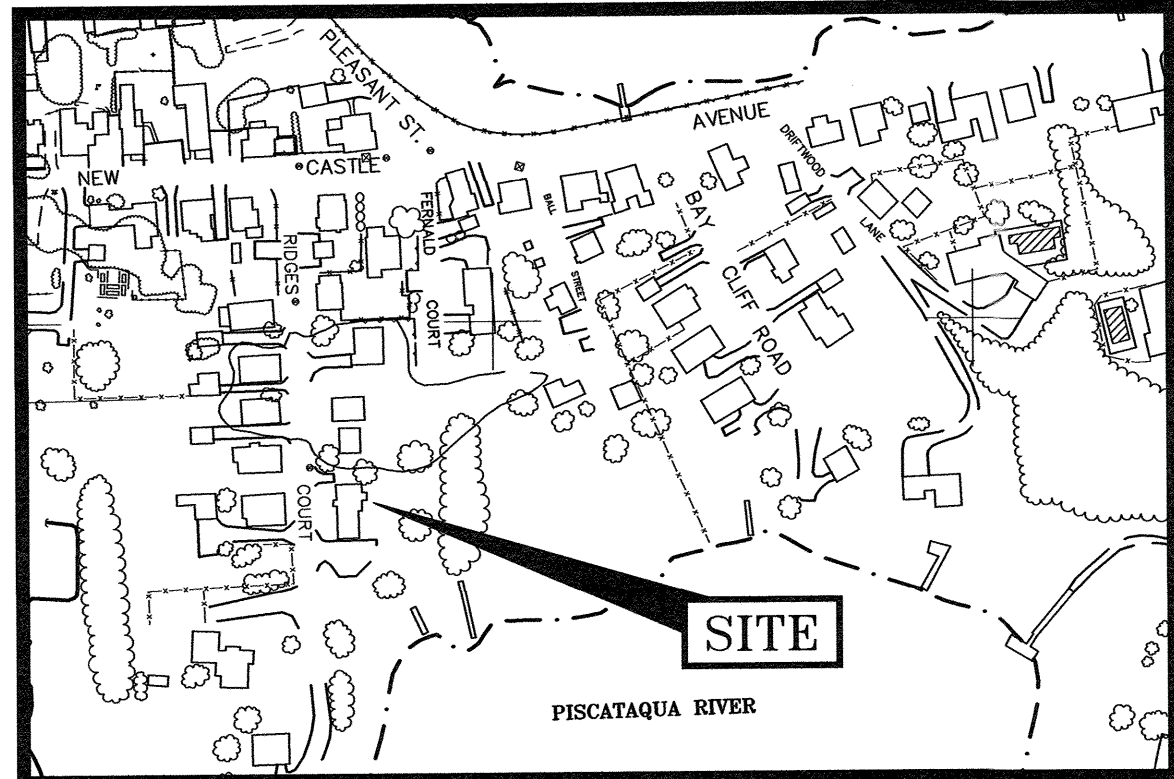 PLEASANT ST.
AVENUE
NEW
CASTLE
DRIFTWOOD
LANE
FERNALD
COURT
BALL
STREET
BAY
CLIFF
ROAD
RIDGES
COURT
SITE
PISCATAQUA RIVER